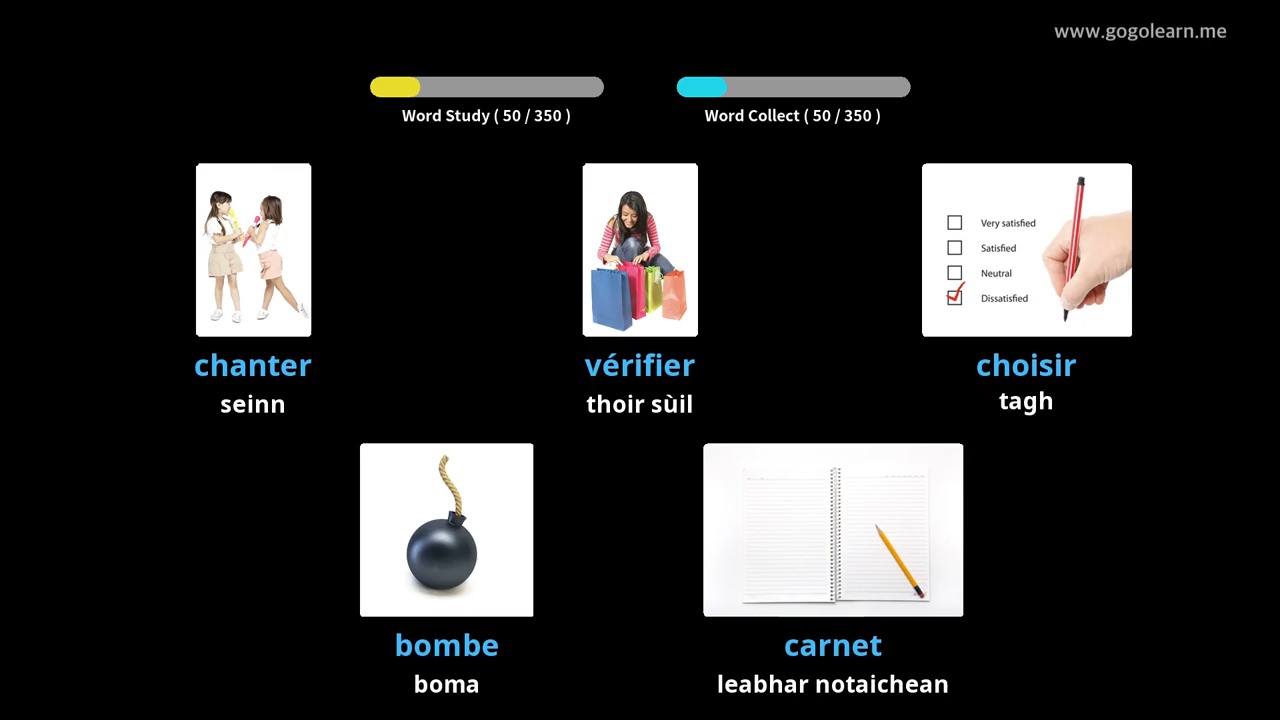 www.gogolearn.me
Word Study ( 50 / 350 )
Word Collect ( 50 / 350 )
Very satisfied
Satisfied
Neutral
Dissatisfied
chanter
vérifier
choisir
seinn
thoir sùil
tagh
bombe
carnet
boma
leabhar notaichean